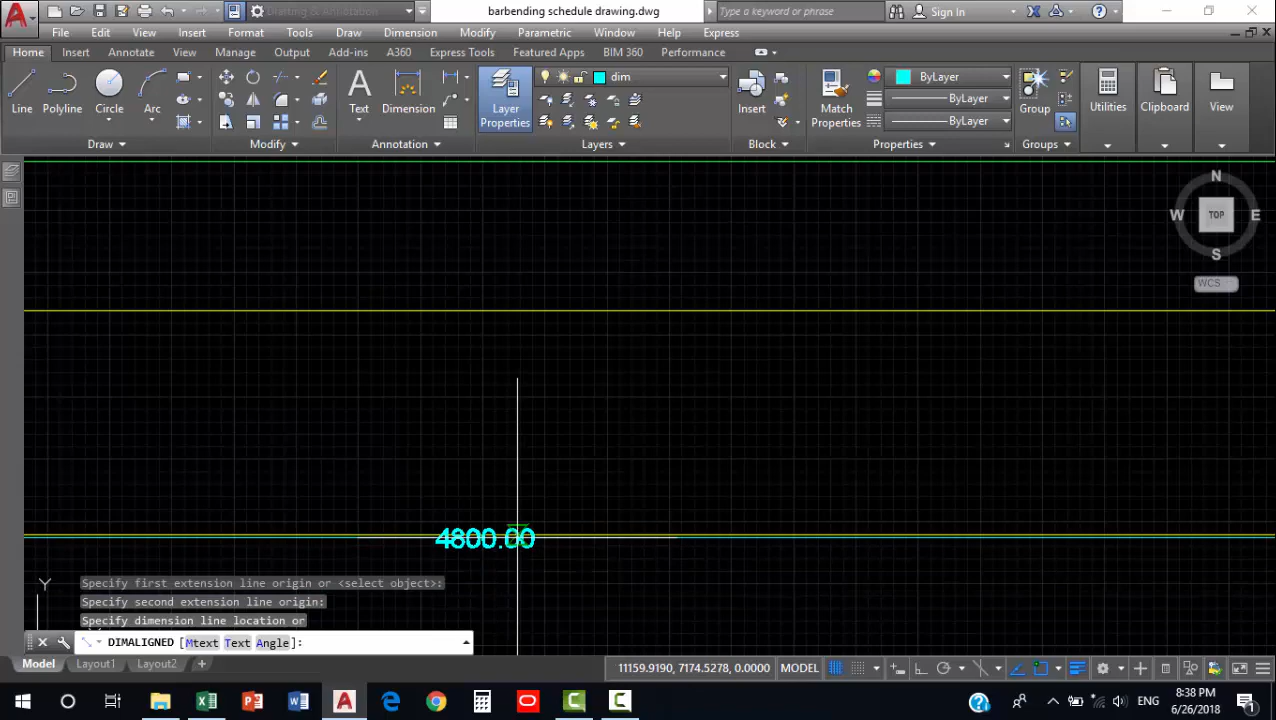 Drafting & Annotation
barbending schedule drawing.dwg
Type a keyword or phrase
Sign In
File Edit View Insert Format Tools Draw Dimension Modify Parametric Window Help Express
Home Insert Annotate View Manage Output Add-ins A360 Express Tools Featured Apps BIM 360 Performance
dim
ByLayer
ByLayer
ByLayer
Line Polyline Circle Arc Text Dimension Layer Properties Insert Match Properties Group Utilities Clipboard View
Draw Modify Annotation Layers Block Properties Groups
N
W TOP E
S
WCS
4800.00
Y
Specify first extension line origin or <select object>:
Specify second extension line origin:
Specify dimension line location or
DIMALIGNED [Mtext Text Angle]:
Model Layout1 Layout2 +
11159.9190, 7174.5278, 0.0000 MODEL
ENG
8:38 PM
6/26/2018
1